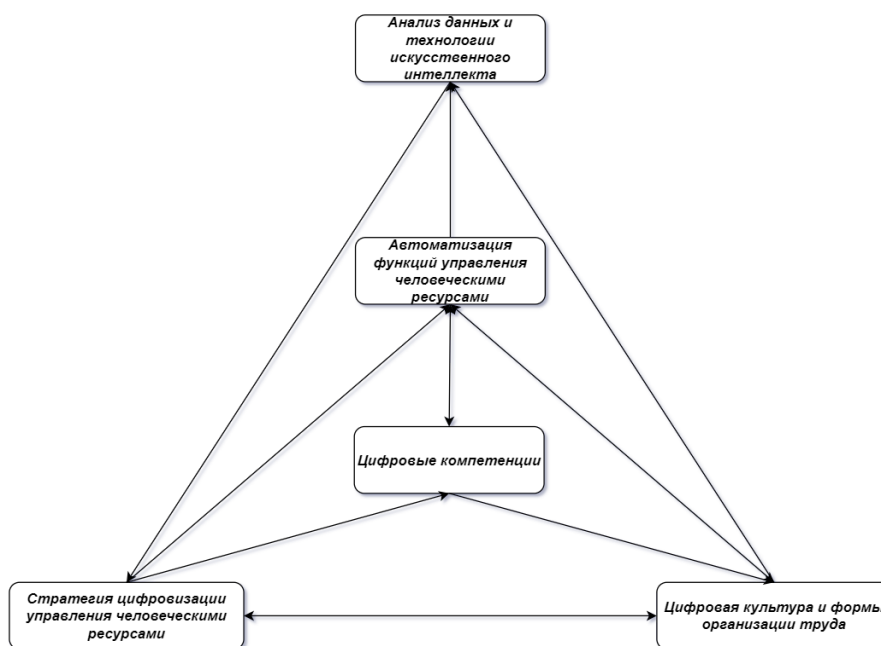 Анализ данных и
технологии
искусственного
интеллекта
Автоматизация
функций управления
человеческими
ресурсами
Цифровые компетенции
Стратегия цифровизации
управления человеческими
ресурсами
Цифровая культура и формы
организации труда